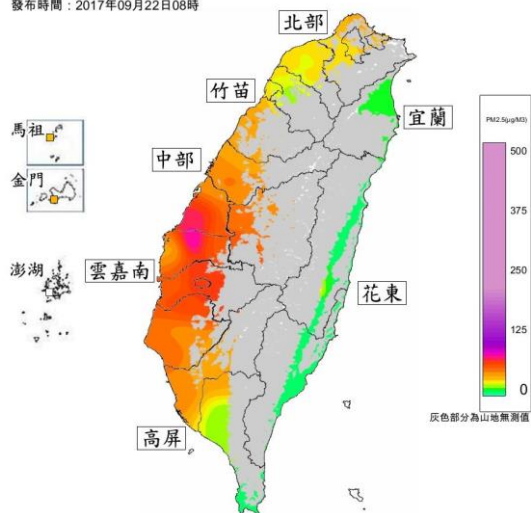 發布時間：2017年09月22日08時
北部
竹苗
宜蘭
馬祖
中部
金門
澎湖
雲嘉南
花東
高屏
PM2.5(μg/M3)
500
250
125
0
灰色部分為山地無測值